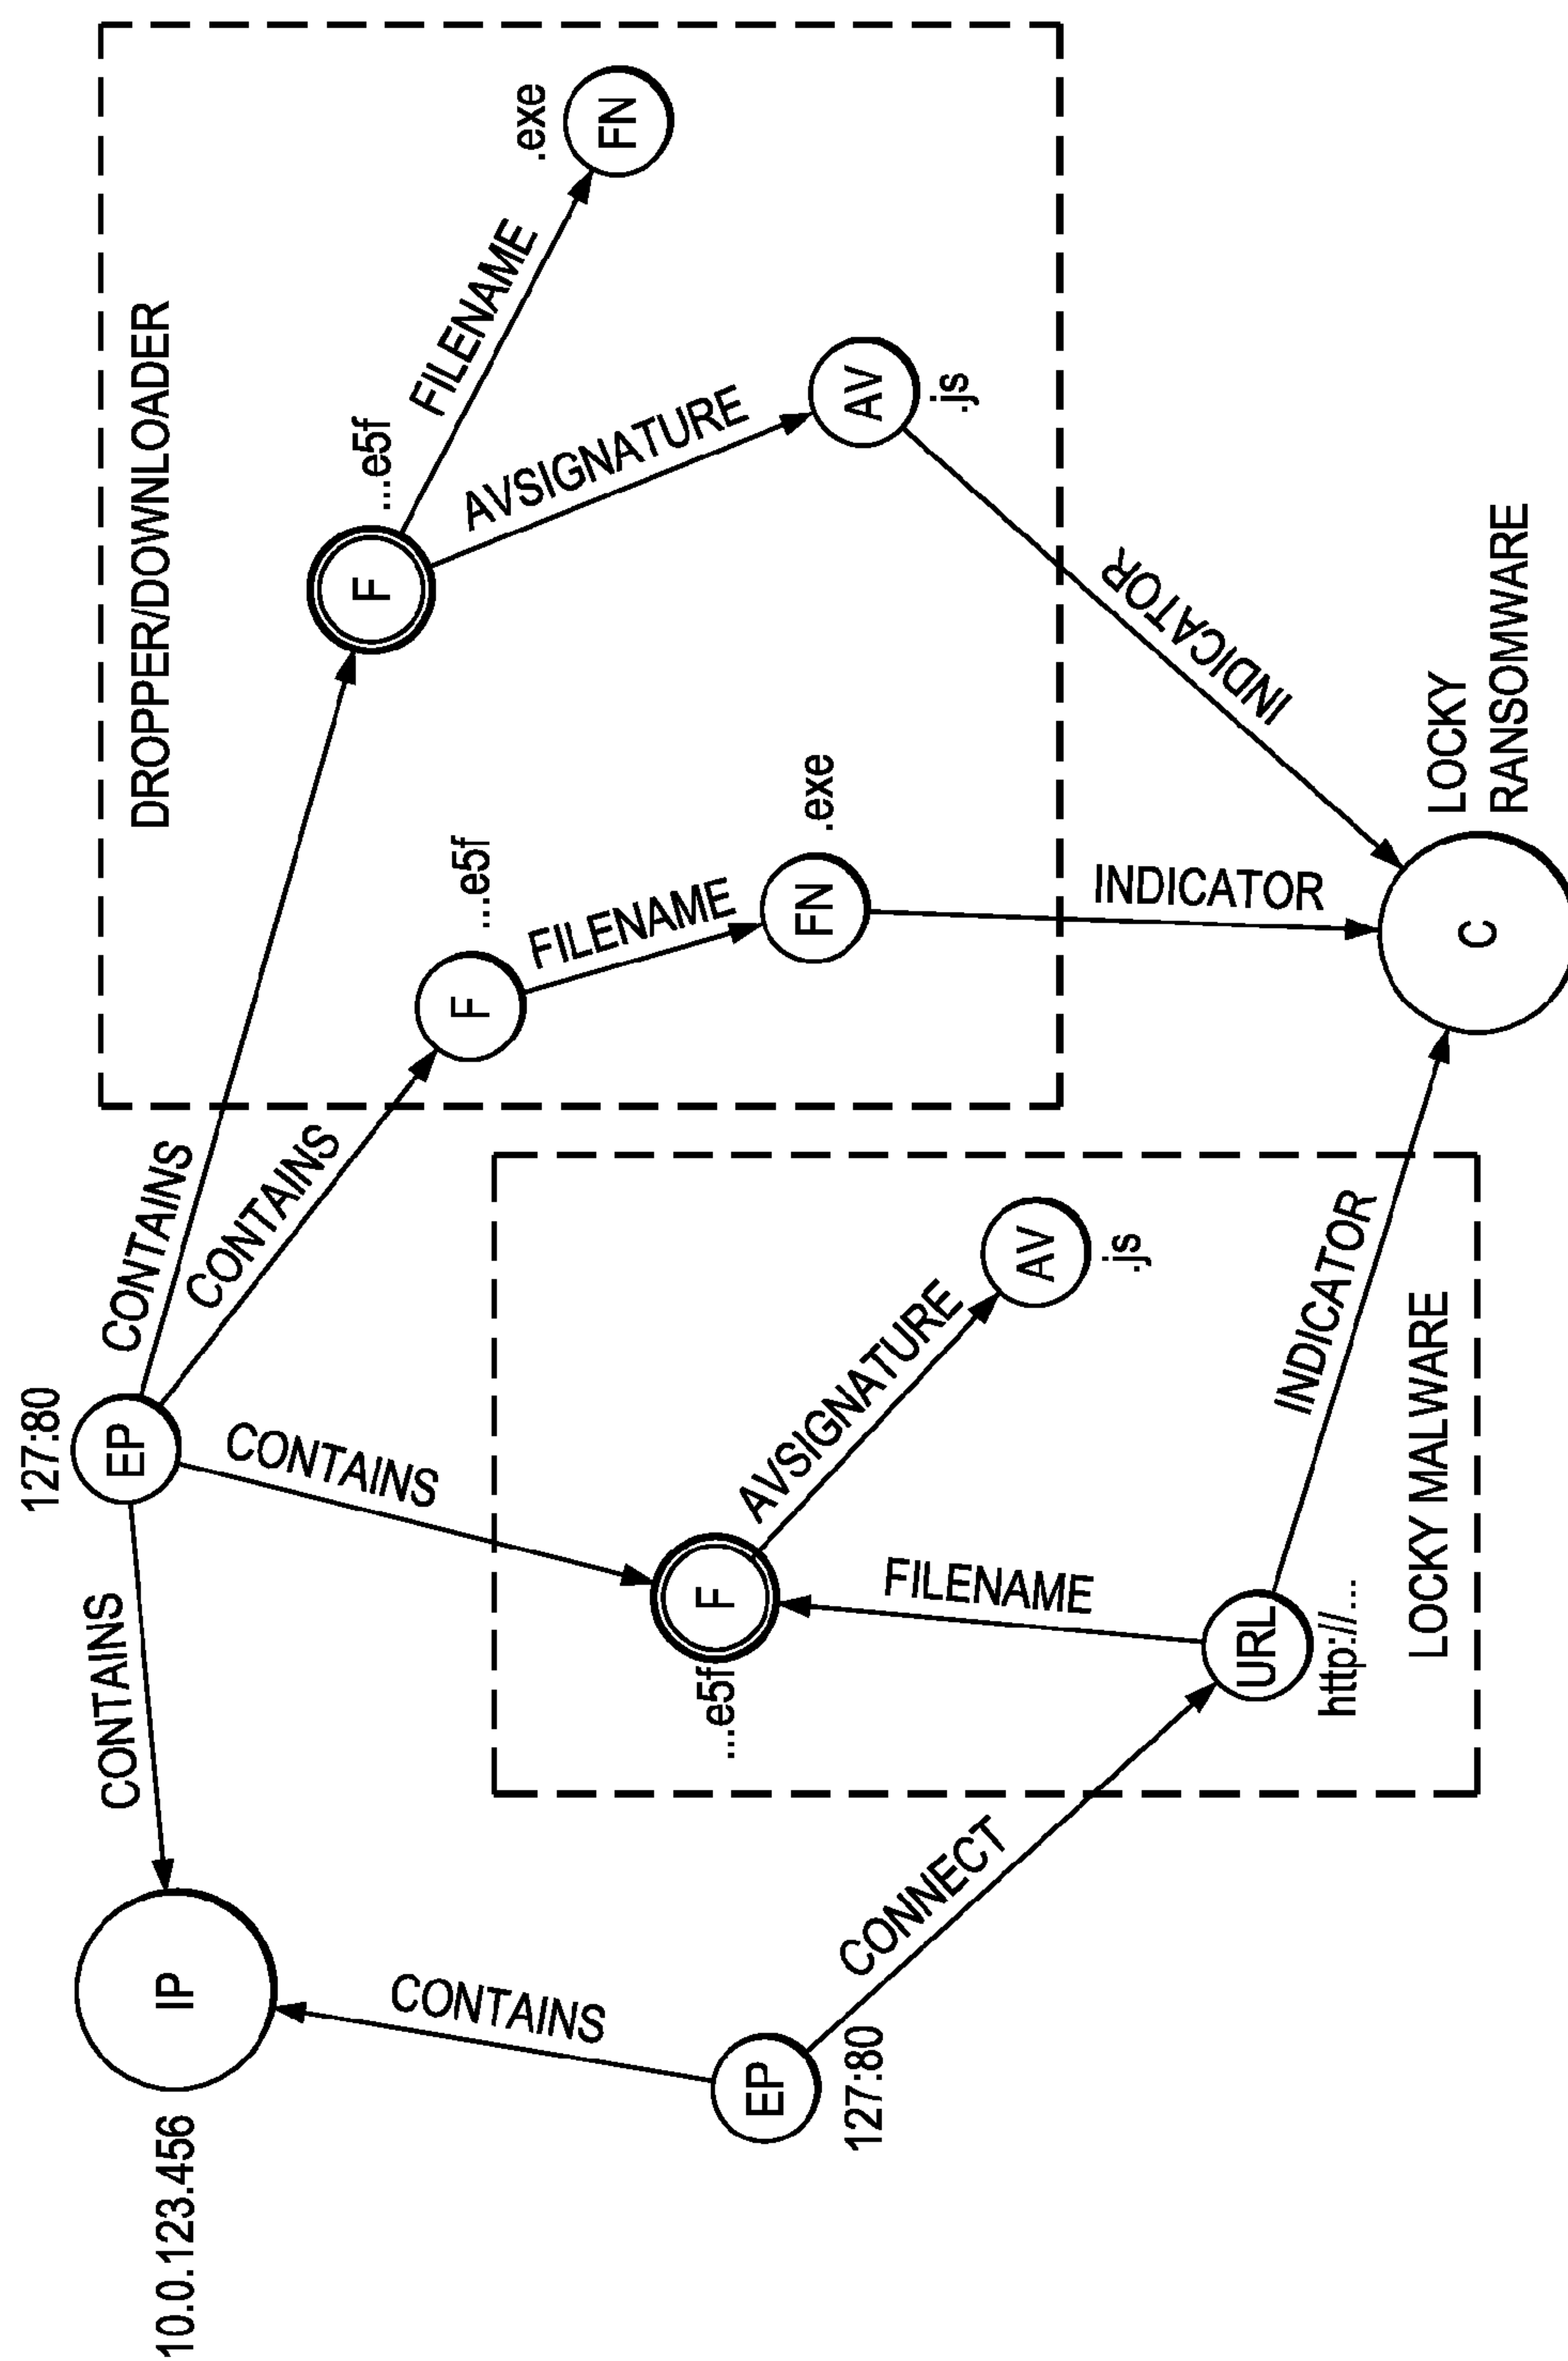 10.0.123.456
IP
CONTAINS
127:80
EP
CONTAINS
CONTAINS
CONTAINS
DROPPER/DOWNLOADER
F
...e5f
FILENAME
.exe
FN
AVSIGNATURE
AV
.js
F
...e5f
FILENAME
FN
.exe
INDICATOR
INDICATOR
CONTAINS
EP
127:80
CONNECT
...e5f
F
AVSIGNATURE
AV
.js
FILENAME
URL
http://...
INDICATOR
LOCKY MALWARE
C
LOCKY
RANSOMWARE